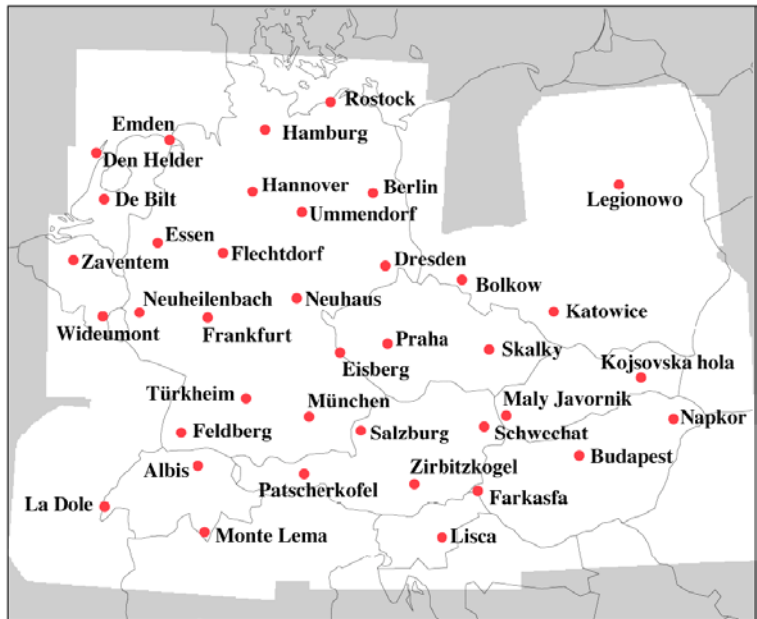 Rostock
Emden
Hamburg
Den Helder
Hannover
Berlin
Legionowo
De Bilt
Ummendorf
Essen
Flechtdorf
Zaventem
Dresden
Bolkow
Neuheilenbach
Neuhaus
Katowice
Wideumont
Frankfurt
Praha
Skalky
Kojsovska hola
Eisberg
Türkheim
München
Maly Javornik
Napkor
Feldberg
Salzburg
Schwechat
Budapest
Albis
Zirbitzkogel
Patscherkofel
Farkasfa
La Dole
Monte Lema
Lisca